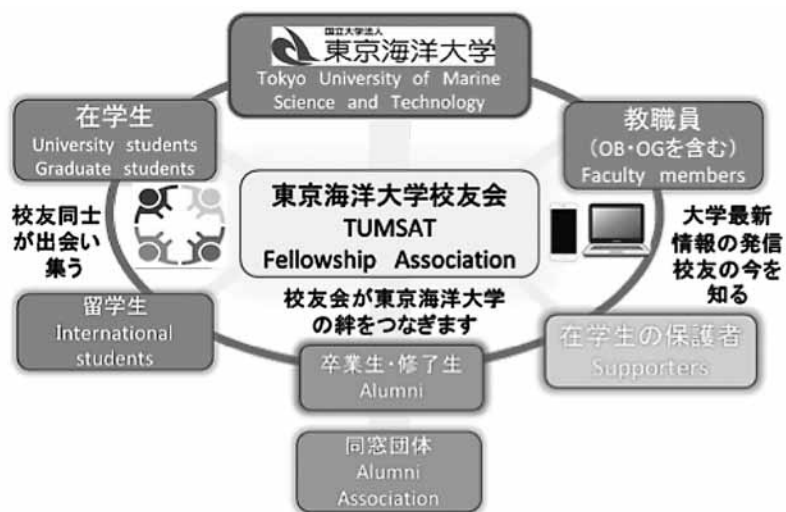 国立大学法人
東京海洋大学
Tokyo University of Marine
Science and Technology
在学生
University students
Graduate students
教職員
(OB・OGを含む)
Faculty members
東京海洋大学校友会
TUMSAT
Fellowship Association
校友同士
が出会い
集う
大学最新
情報の発信
校友の今を
知る
留学生
International
students
校友会が東京海洋大学
の絆をつなぎます
在学生の保護者
Supporters
卒業生・修了生
Alumni
同窓団体
Alumni
Association